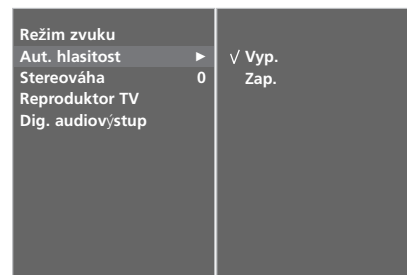 Režim zvuku
Aut. hlasitost ►
Stereováha 0
Reproduktor TV
Dig. audiovýstup
√ Vyp.
Zap.